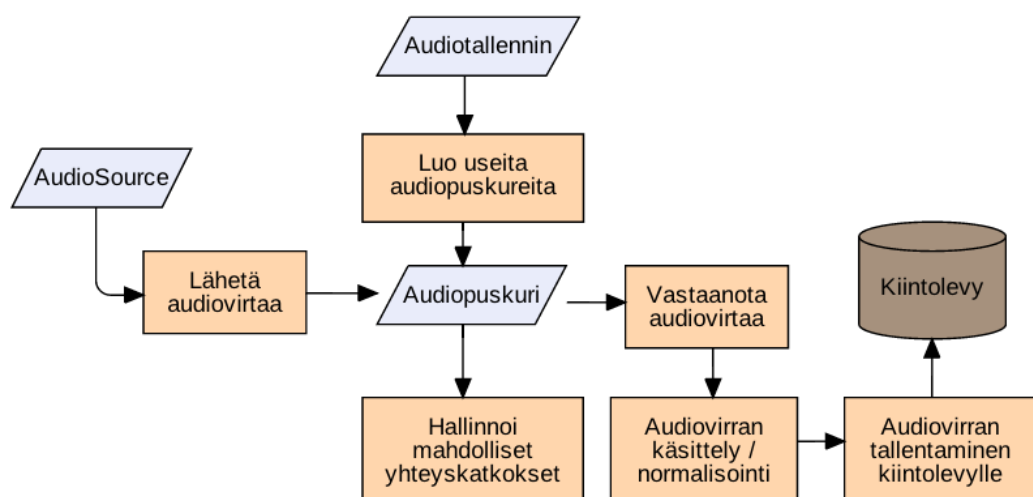 Audiotallennin
Luo useita
audiopuskureita
AudioSource
Lähetä
audiovirtaa
Audiopuskuri
Vastaanota
audiovirtaa
Kiintolevy
Hallinnoi
mahdolliset
yhteyskatkokset
Audiovirran
käsittely /
normalisointi
Audiovirran
tallentaminen
kiintolevylle